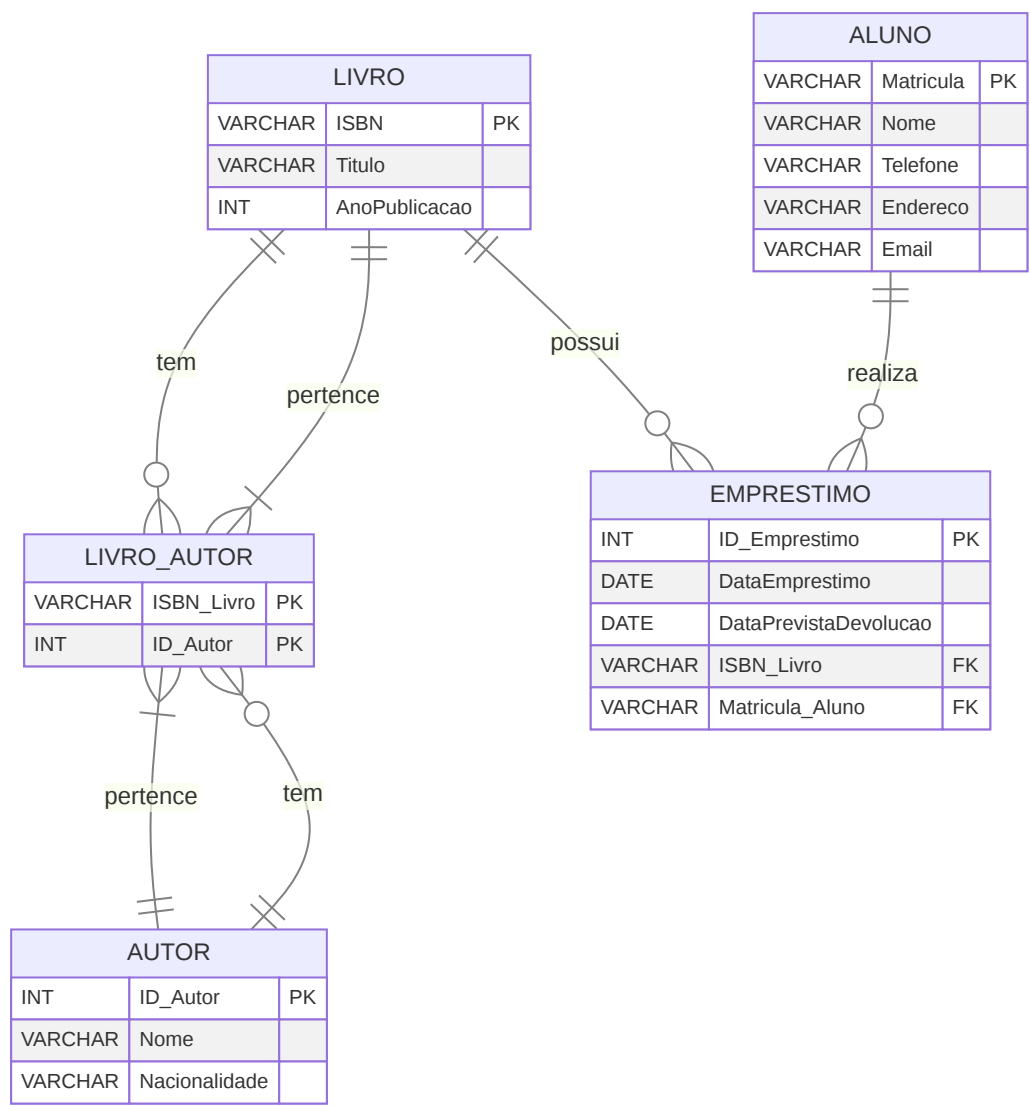 ALUNO
VARCHAR Matricula PK
VARCHAR Nome
VARCHAR Telefone
VARCHAR Endereco
VARCHAR Email
LIVRO
VARCHAR ISBN PK
VARCHAR Titulo
INT AnoPublicacao
possui
tem
realiza
pertence
EMPRESTIMO
INT ID_Emprestimo PK
DATE DataEmprestimo
DATE DataPrevistaDevolucao
VARCHAR ISBN_Livro FK
VARCHAR Matricula_Aluno FK
LIVRO_AUTOR
VARCHAR ISBN_Livro PK
INT ID_Autor PK
pertence
tem
AUTOR
INT ID_Autor PK
VARCHAR Nome
VARCHAR Nacionalidade